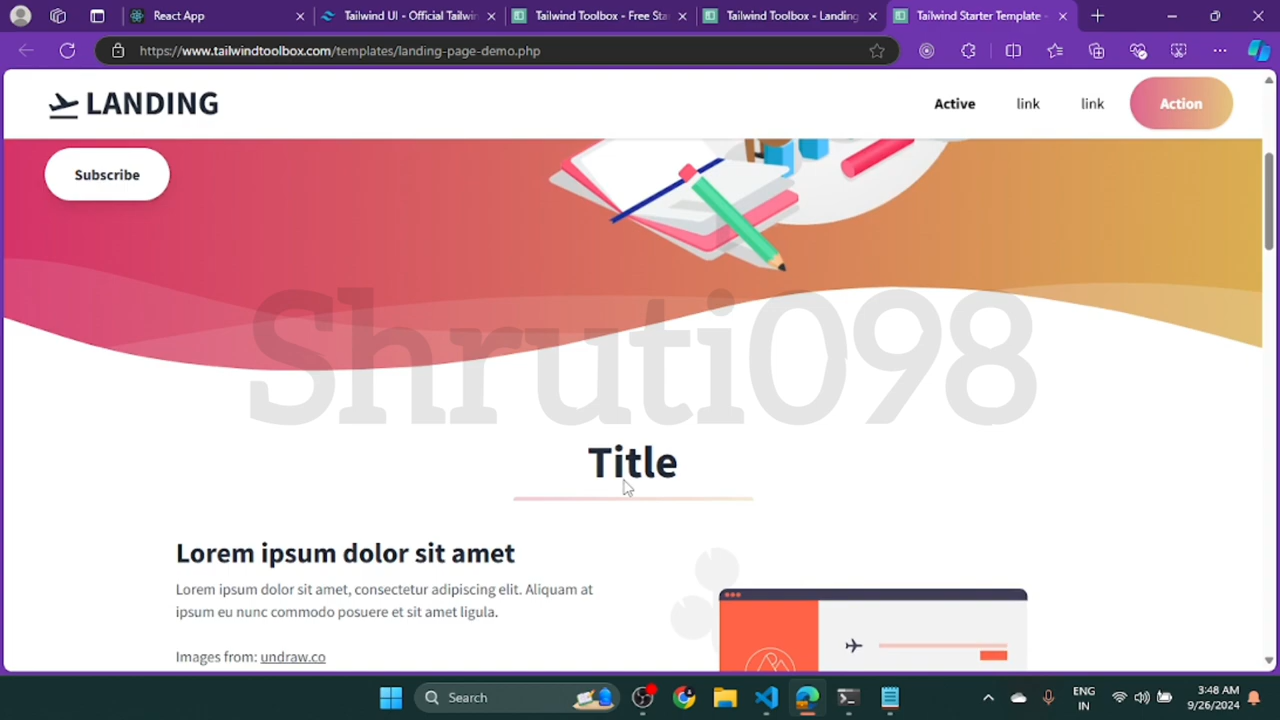 React App
Tailwind UI - Official Tailwin
Tailwind Toolbox - Free Sta
Tailwind Toolbox - Landing
Tailwind Starter Template -
https://www.tailwindtoolbox.com/templates/landing-page-demo.php
LANDING
Active
link
link
Action
Subscribe
Shruti098
Title
Lorem ipsum dolor sit amet
Lorem ipsum dolor sit amet, consectetur adipiscing elit. Aliquam at
ipsum eu nunc commodo posuere et sit amet ligula.
Images from: undraw.co
Search
ENG
IN
3:48 AM
9/26/2024